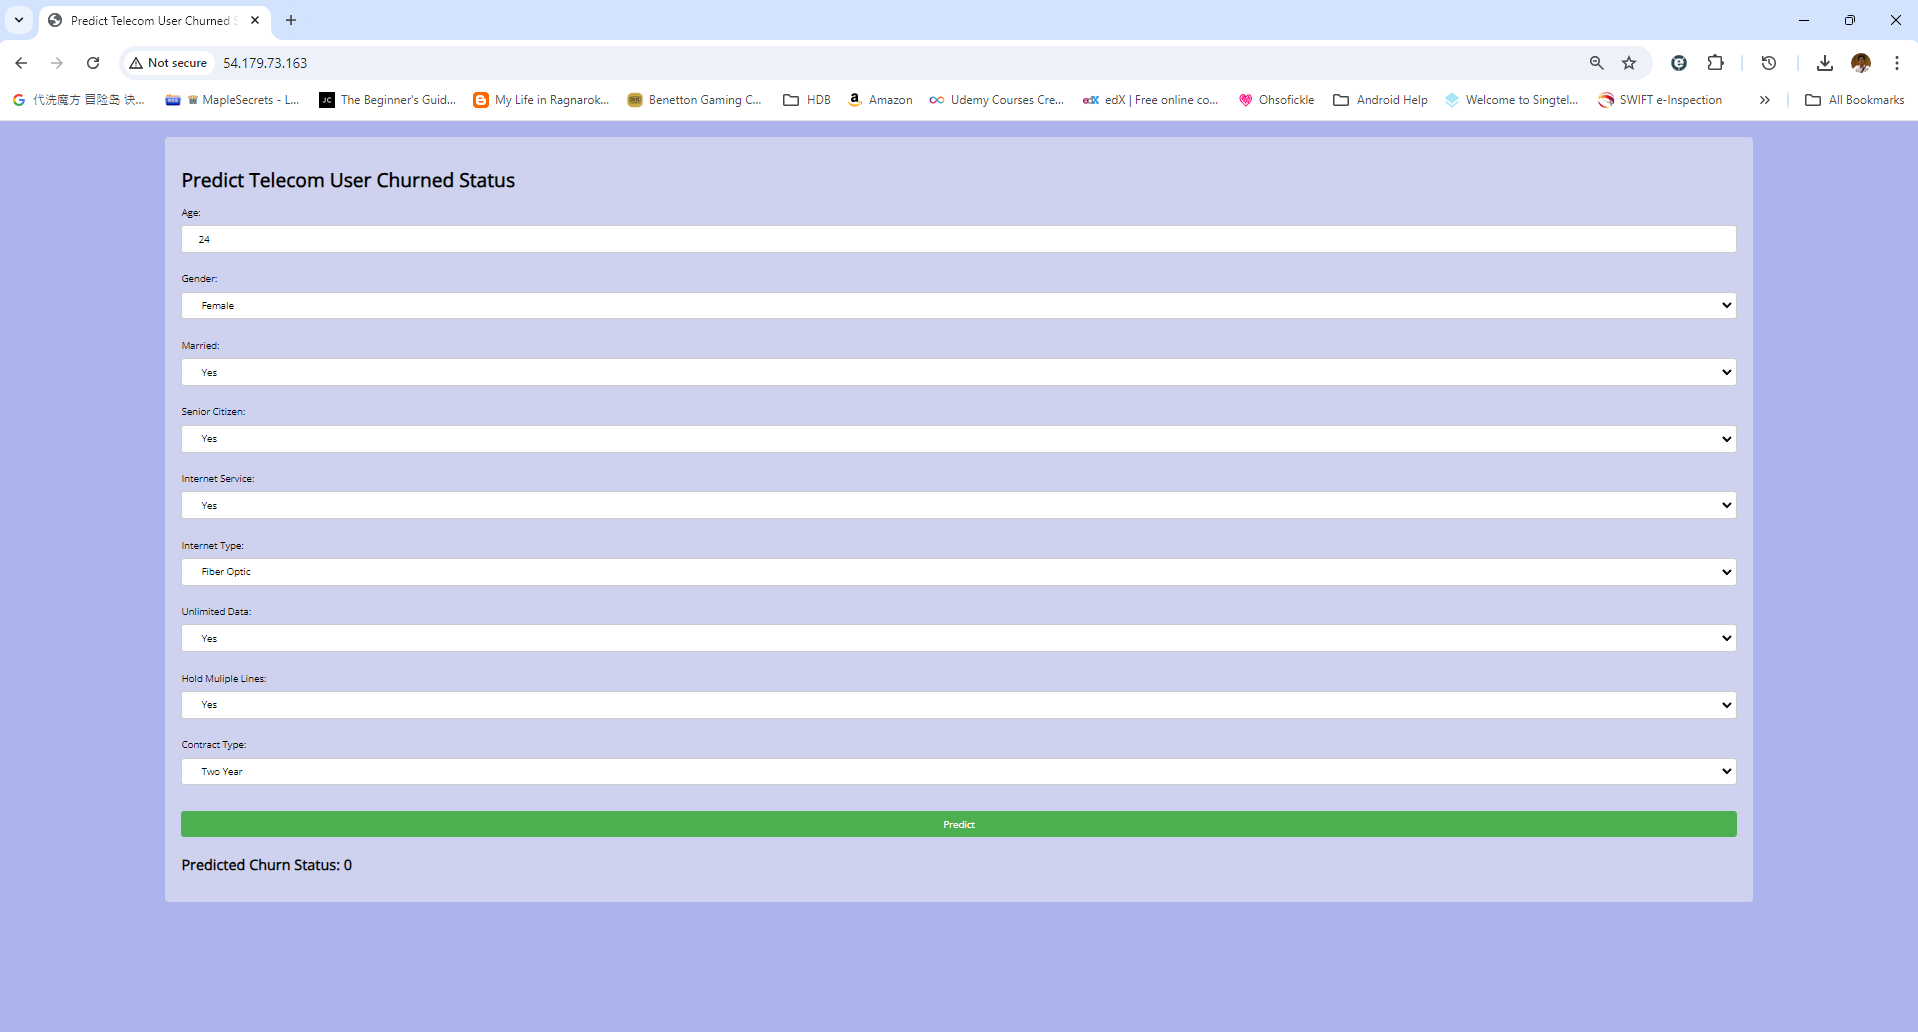 Predict Telecom User Churned S
Not secure 54.179.73.163
代洗魔方 冒险岛 诀... MapleSecrets - L... JC The Beginner's Guid... My Life in Ragnarok... Benetton Gaming C... HDB Amazon Udemy Courses Cre... edX | Free online co... Ohsofickle Android Help Welcome to Singtel... SWIFT e-Inspection All Bookmarks
Predict Telecom User Churned Status
Age:
24
Gender:
Female
Married:
Yes
Senior Citizen:
Yes
Internet Service:
Yes
Internet Type:
Fiber Optic
Unlimited Data:
Yes
Hold Muliple Lines:
Yes
Contract Type:
Two Year
Predict
Predicted Churn Status: 0